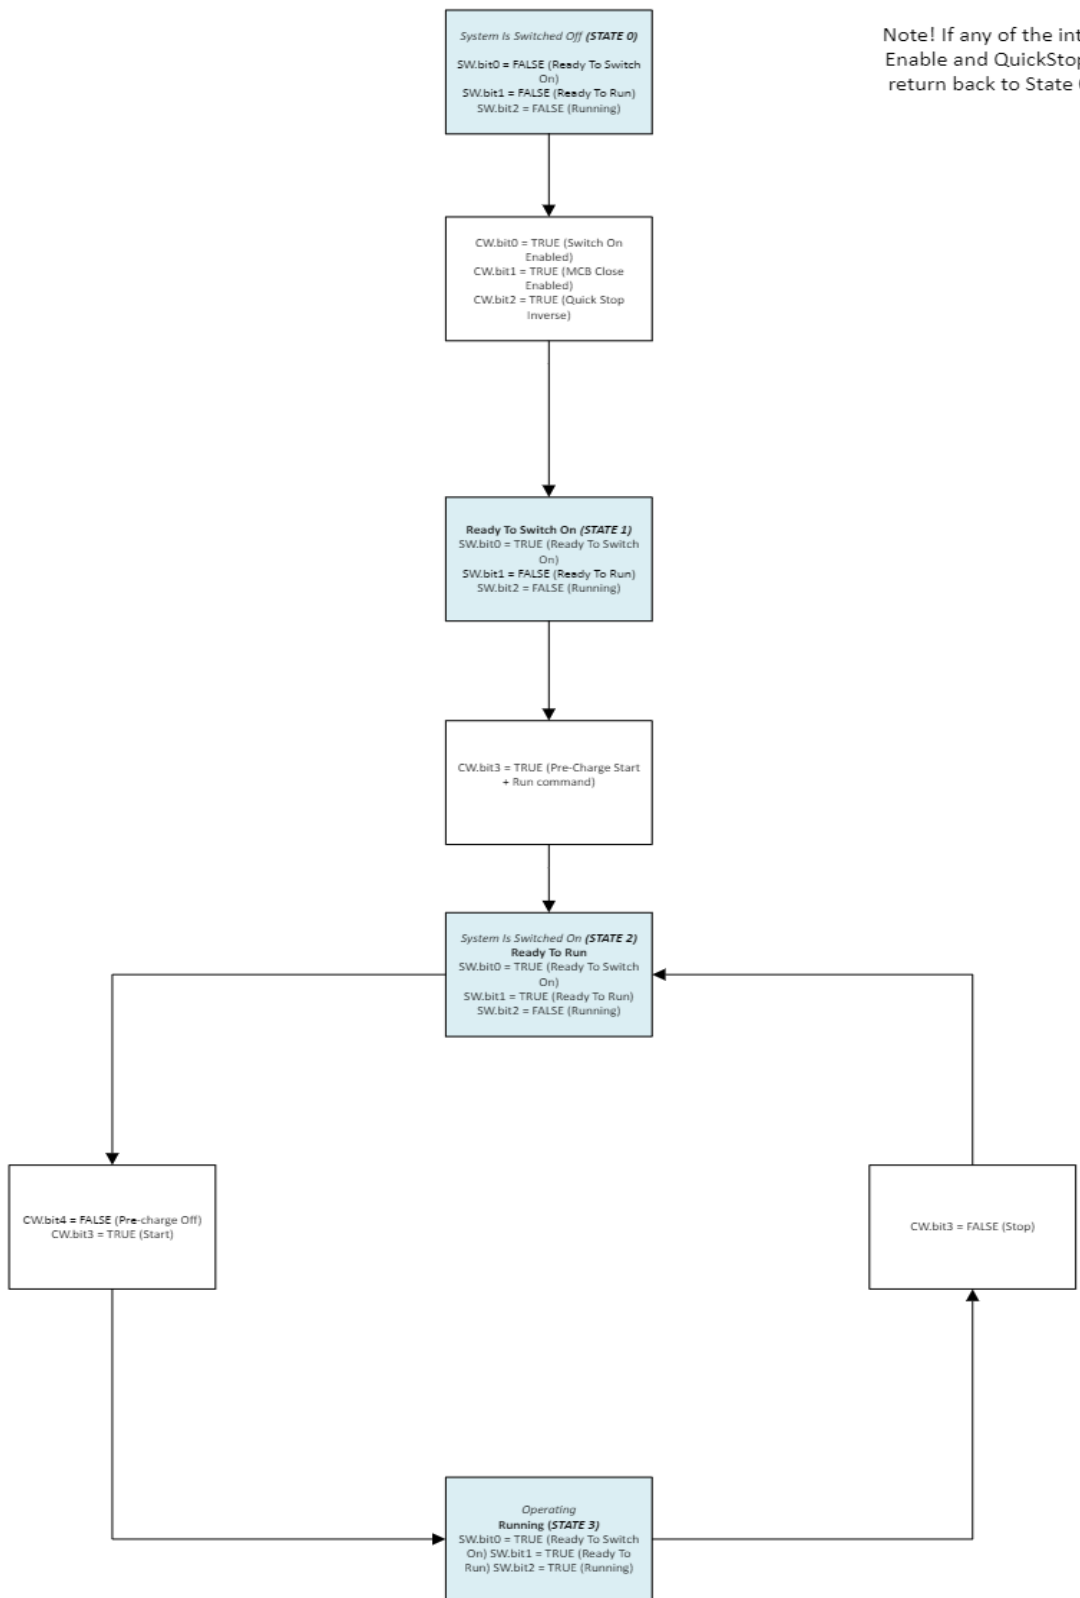 System Is Switched Off (STATE 0)
SW.bit0 = FALSE (Ready To Switch
On)
SW.bit1 = FALSE (Ready To Run)
SW.bit2 = FALSE (Running)
Note! If any of the int
Enable and QuickStop
return back to State
CW.bit0 = TRUE (Switch On
Enabled)
CW.bit1 = TRUE (MCB Close
Enabled)
CW.bit2 = TRUE (Quick Stop
Inverse)
Ready To Switch On (STATE 1)
SW.bit0 = TRUE (Ready To Switch
On)
SW.bit1 = FALSE (Ready To Run)
SW.bit2 = FALSE (Running)
CW.bit3 = TRUE (Pre-Charge Start
+ Run command)
System Is Switched On (STATE 2)
Ready To Run
SW.bit0 = TRUE (Ready To Switch
On)
SW.bit1 = TRUE (Ready To Run)
SW.bit2 = FALSE (Running)
CW.bit4 = FALSE (Pre-charge Off)
CW.bit3 = TRUE (Start)
CW.bit3 = FALSE (Stop)
Operating
Running (STATE 3)
SW.bit0 = TRUE (Ready To Switch
On) SW.bit1 = TRUE (Ready To
Run) SW.bit2 = TRUE (Running)